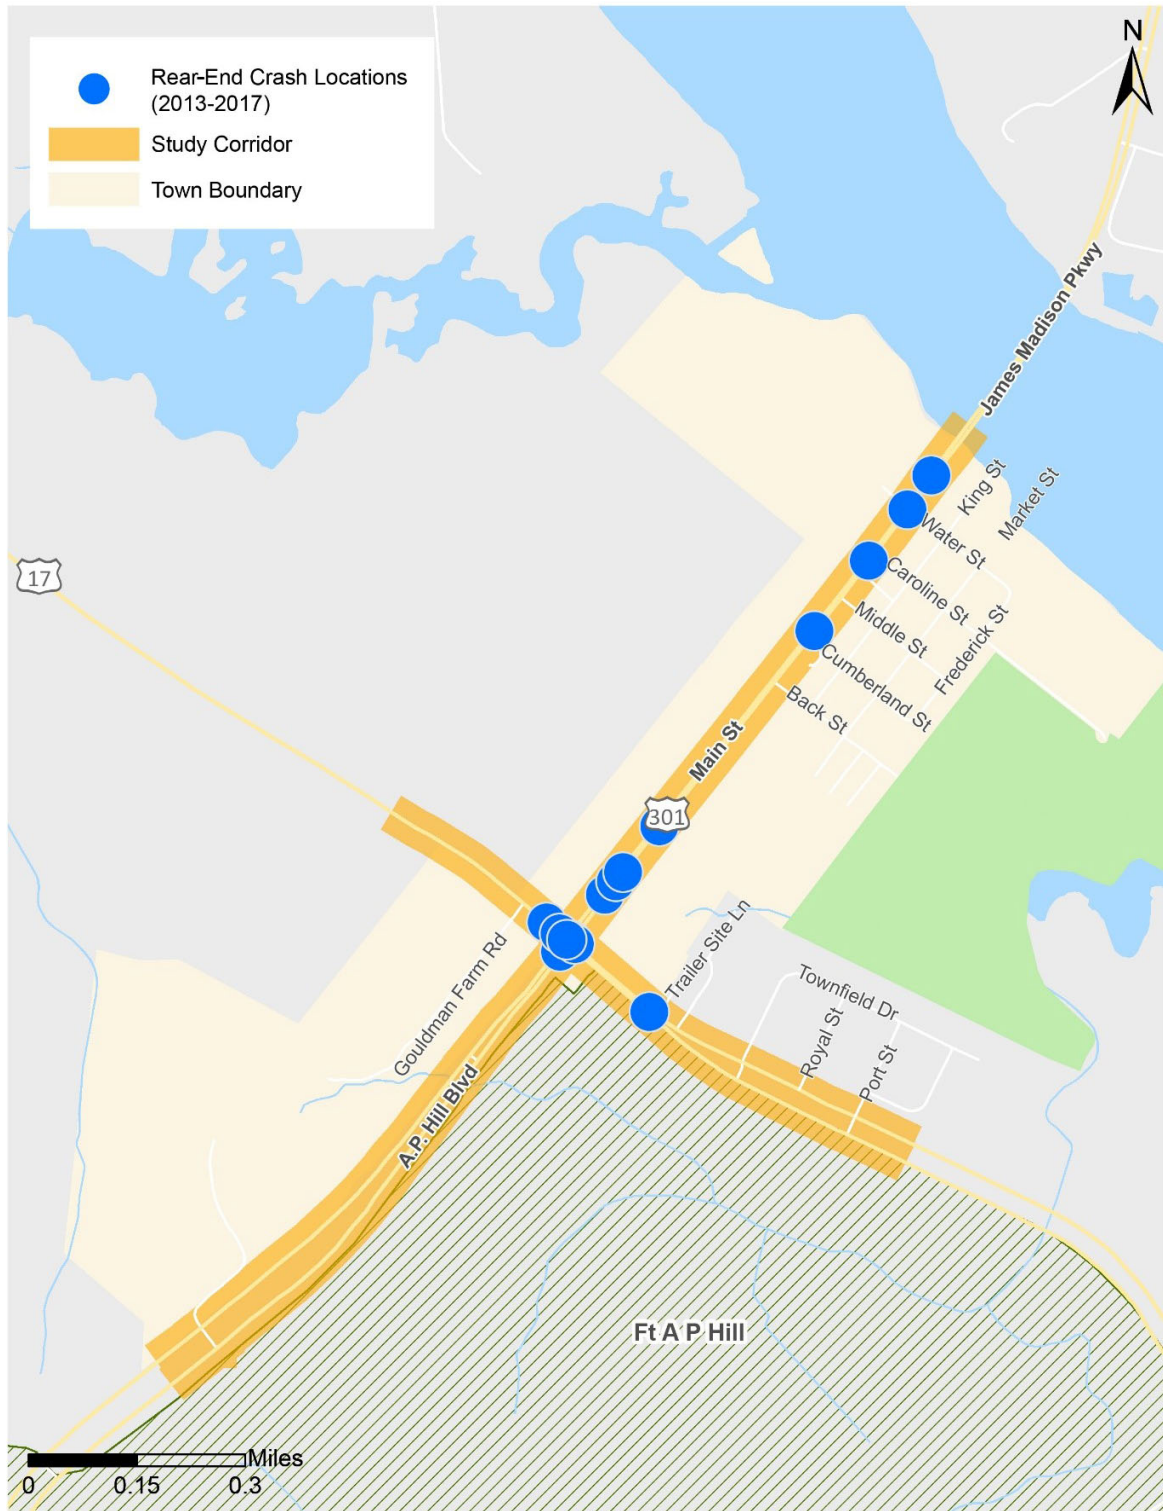 N
Rear-End Crash Locations
(2013-2017)
Study Corridor
Town Boundary
James Madison Pkwy
King St
Market St
Water St
17
Caroline St
Middle St
Frederick St
Cumberland St
Back St
Main St
301
Trailer Site Ln
Gouldman Farm Rd
Townfield Dr
Royal St
Port St
A.P. Hill Blvd
Ft A P Hill
Miles
0 0.15 0.3